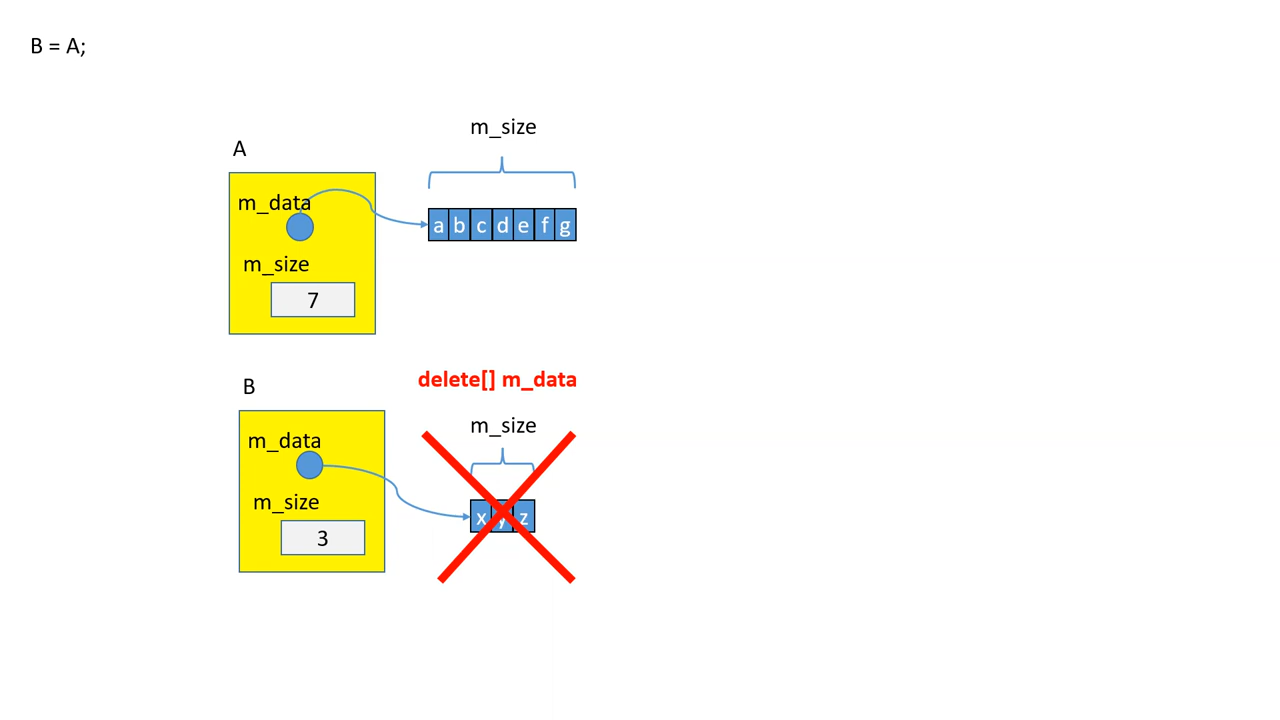 B = A;
m_size
A
m_data
a b c d e f g
m_size
7
delete[] m_data
B
m_size
m_data
m_size
x y z
3